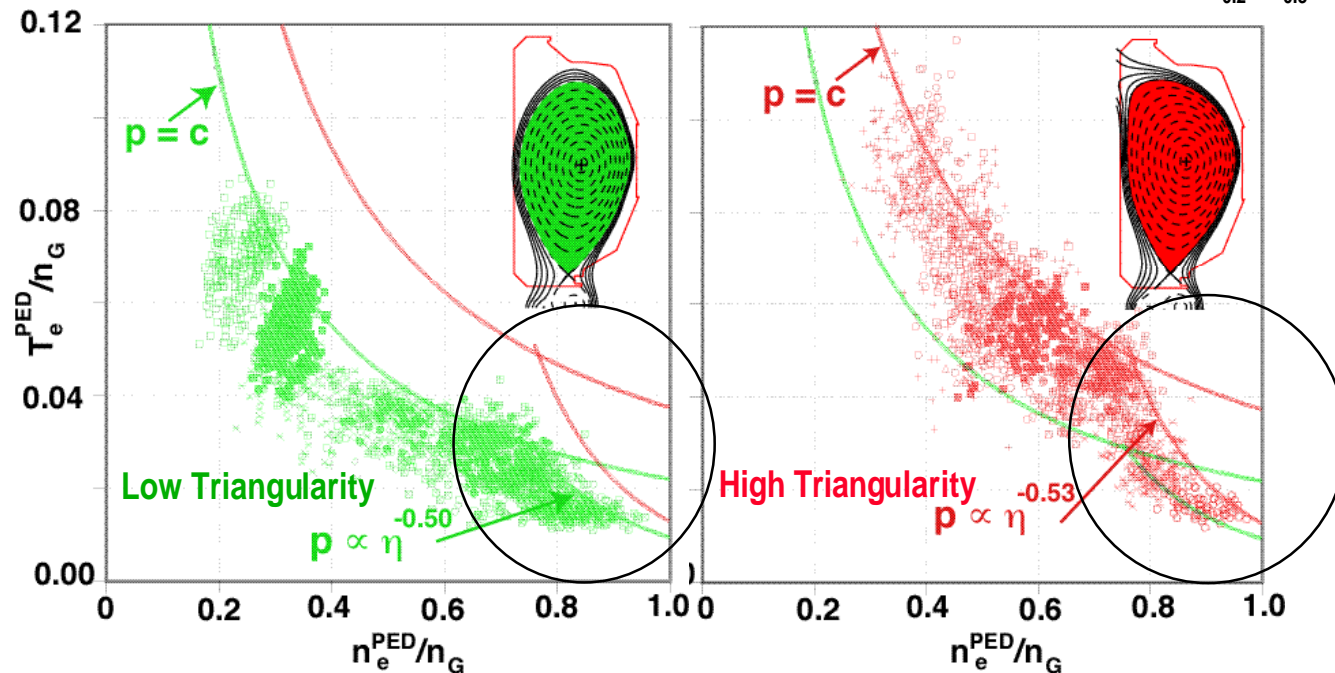 0.12
0.08
0.04
0.00
T_e^PED/n_G
p = c
Low Triangularity
p ∝ η^-0.50
0 0.2 0.4 0.6 0.8 1.0
n_e^PED/n_G
p = c
High Triangularity
p ∝ η^-0.53
0 0.2 0.4 0.6 0.8 1.0
n_e^PED/n_G